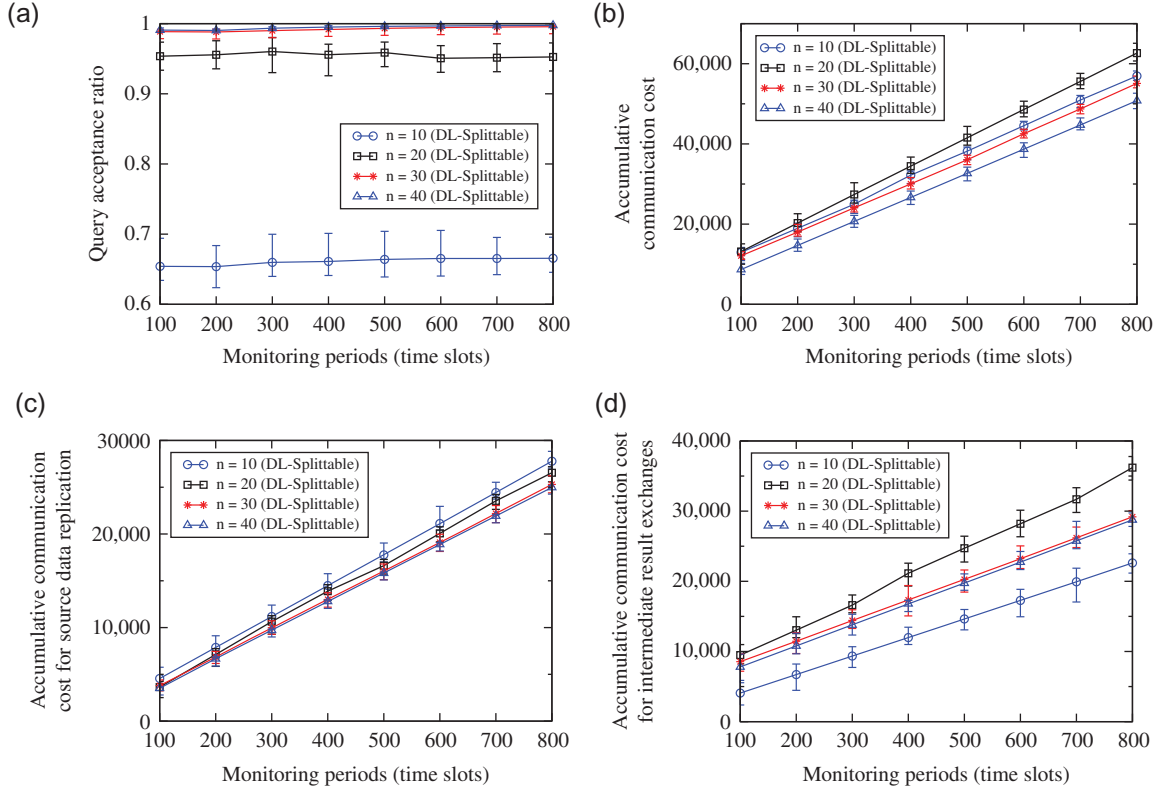 (a)
Query acceptance ratio
1
0.9
0.8
0.7
0.6
n = 10 (DL-Splittable)
n = 20 (DL-Splittable)
n = 30 (DL-Splittable)
n = 40 (DL-Splittable)
100 200 300 400 500 600 700 800
Monitoring periods (time slots)
(b)
Accumulative
communication cost
60,000
40,000
20,000
0
n = 10 (DL-Splittable)
n = 20 (DL-Splittable)
n = 30 (DL-Splittable)
n = 40 (DL-Splittable)
100 200 300 400 500 600 700 800
Monitoring periods (time slots)
(c)
Accumulative communication
cost for source data replication
30000
20,000
10,000
0
n = 10 (DL-Splittable)
n = 20 (DL-Splittable)
n = 30 (DL-Splittable)
n = 40 (DL-Splittable)
100 200 300 400 500 600 700 800
Monitoring periods (time slots)
(d)
Accumulative communication cost
for intermediate result exchanges
40,000
30,000
20,000
10,000
0
n = 10 (DL-Splittable)
n = 20 (DL-Splittable)
n = 30 (DL-Splittable)
n = 40 (DL-Splittable)
100 200 300 400 500 600 700 800
Monitoring periods (time slots)